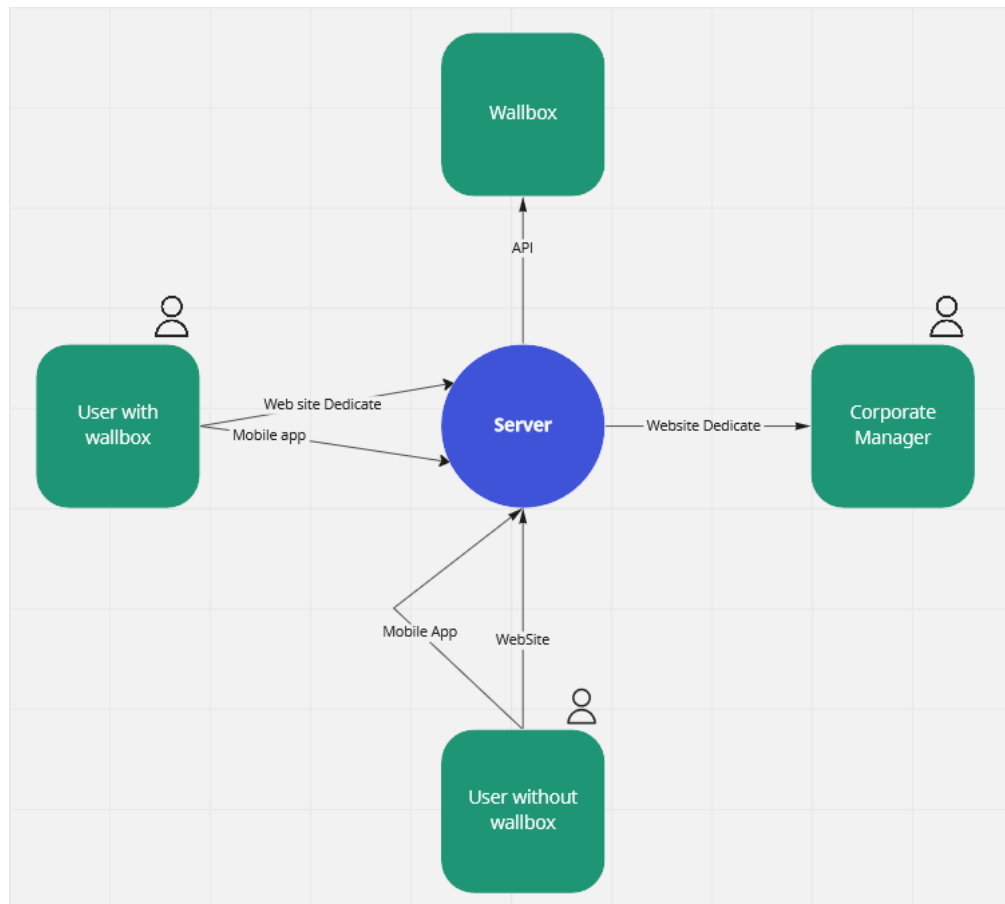 Wallbox
API
User with
wallbox
Web site Dedicate
Mobile app
Server
Website Dedicate
Corporate
Manager
Mobile App
WebSite
User without
wallbox